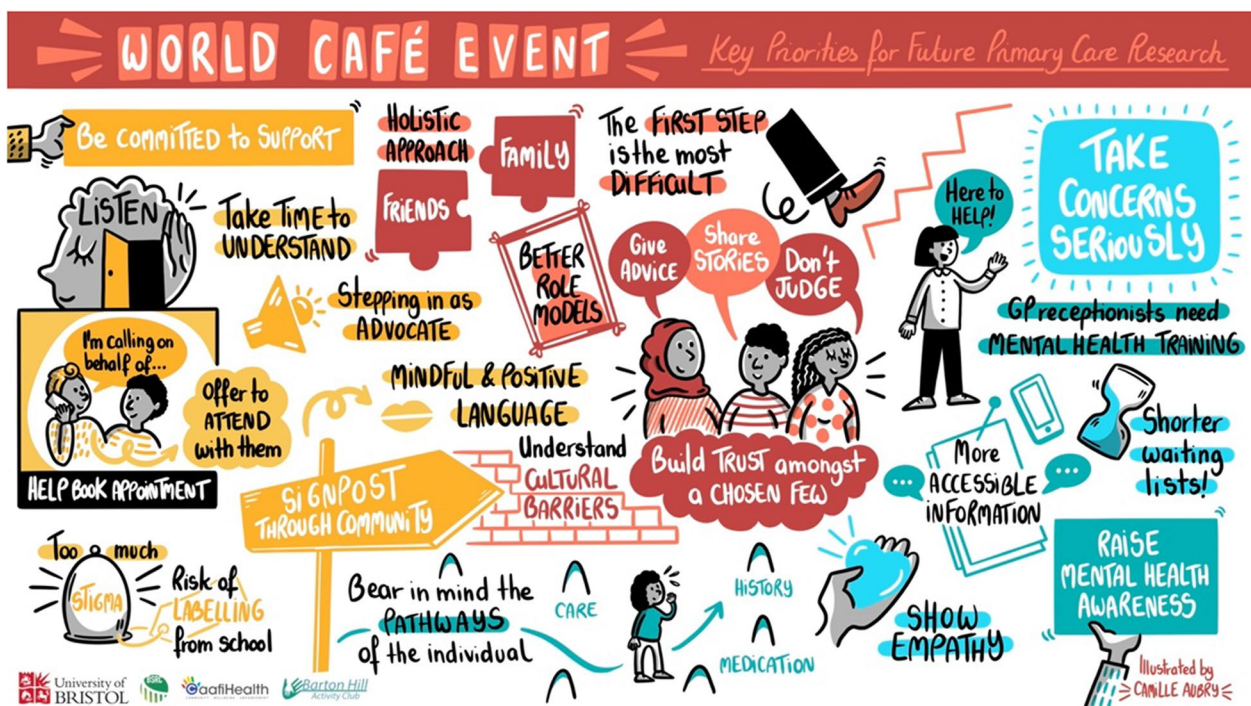 WORLD CAFÉ EVENT
Key Priorities for Future Primary Care Research
Be COMMITTED to SUPPORT
LISTEN
Take Time to
UNDERSTAND
HOLISTIC
APPROACH
FAMILY
FRIENDS
The FIRST STEP
is the most
DIFFICULT
BETTER
ROLE
MODELS
Give
ADVICE
Share
STORIES
Don't
JUDGE
Here to
HELP!
TAKE
CONCERNS
SERIOUSLY
Stepping in as
ADVOCATE
GP receptionists need
MENTAL HEALTH TRAINING
I'm calling on
behalf of...
Offer to
ATTEND
with them
HELP BOOK APPOINTMENT
MINDFUL & POSITIVE
LANGUAGE
Understand
CULTURAL
BARRIERS
Build TRUST amongst
a CHOSEN FEW
More
ACCESSIBLE
INFORMATION
Shorter
waiting
lists!
SIGNPOST
THROUGH COMMUNITY
Too much
STIGMA
Risk of
LABELLING
from school
Bear in mind the
PATHWAYS
of the individual
CARE
HISTORY
MEDICATION
SHOW
EMPATHY
RAISE
MENTAL HEALTH
AWARENESS
University of
BRISTOL
CaafiHealth
Barton Hill
Activity Club
Illustrated by
CAMILLE AUBRY